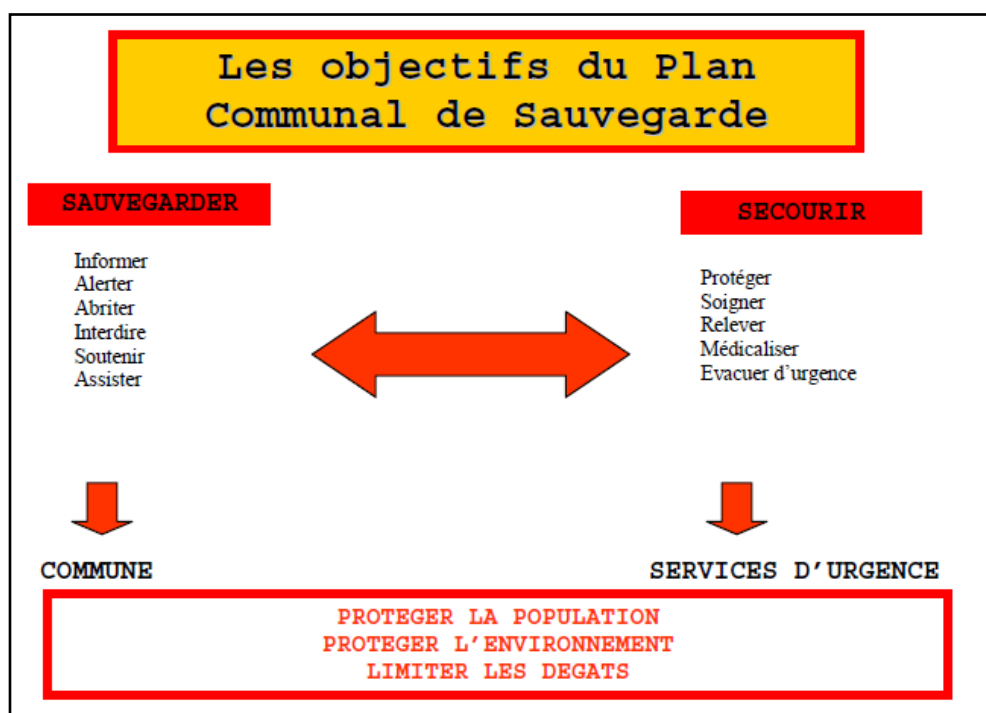 Les objectifs du Plan
Communal de Sauvegarde
SAUVEGARDER
Informer
Alerter
Abriter
Interdire
Soutenir
Assister
SECOURIR
Protéger
Soigner
Relever
Médicaliser
Evacuer d’urgence
COMMUNE
SERVICES D’URGENCE
PROTEGER LA POPULATION
PROTEGER L’ENVIRONNEMENT
LIMITER LES DEGATS